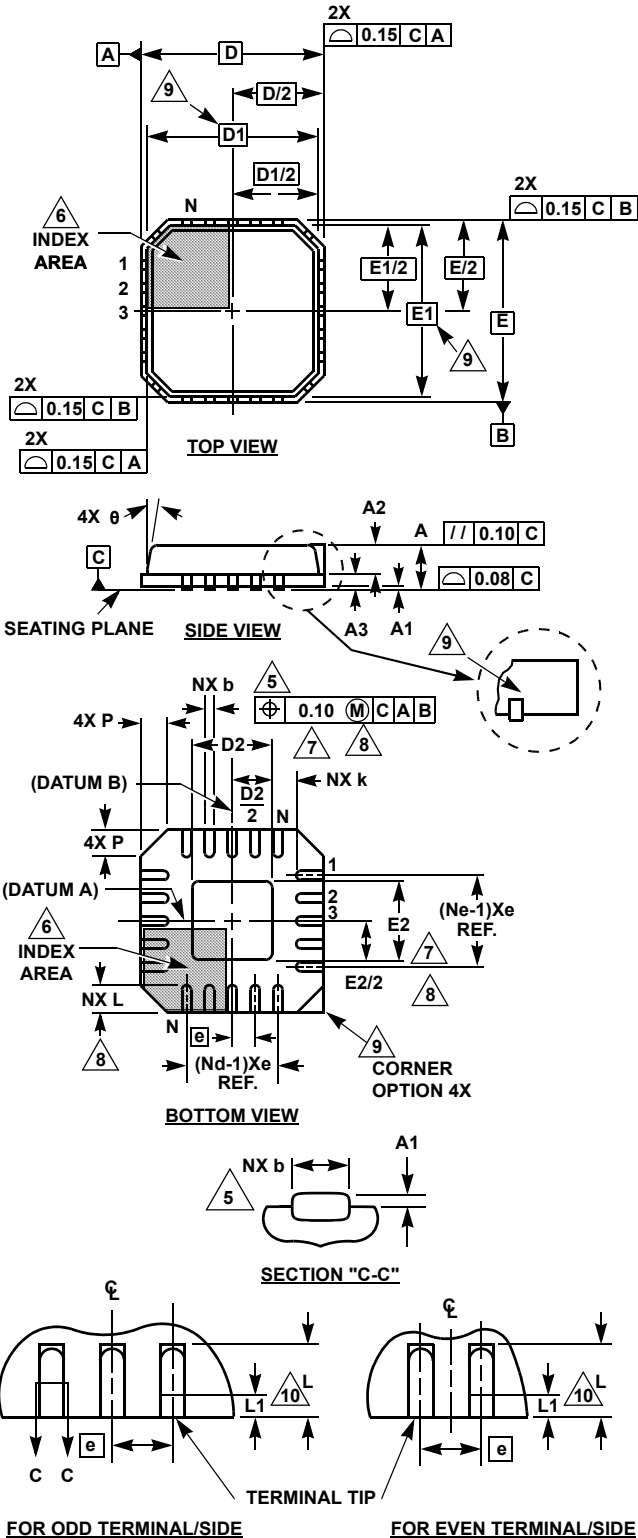 2X
⌓ 0.15 C A
A
D
D/2
9
D1
D1/2
2X
⌓ 0.15 C B
N
6
INDEX
AREA
1
2
3
E1/2
E/2
E1
E
9
2X
⌓ 0.15 C B
2X
⌓ 0.15 C A
B
TOP VIEW
4X θ
A2
A
// 0.10 C
C
⌓ 0.08 C
SEATING PLANE
SIDE VIEW
A3
A1
9
NX b
5
⌖ 0.10 Ⓜ C A B
4X P
D2
7
8
(DATUM B)
D2
2
N
NX k
4X P
1
(DATUM A)
2
3
6
INDEX
AREA
E2
(Ne-1)Xe
REF.
7
E2/2
8
NX L
N
e
8
(Nd-1)Xe
REF.
9
CORNER
OPTION 4X
BOTTOM VIEW
A1
NX b
5
SECTION "C-C"
℄
L
10
L1
e
C C
℄
L
10
L1
e
TERMINAL TIP
FOR ODD TERMINAL/SIDE
FOR EVEN TERMINAL/SIDE